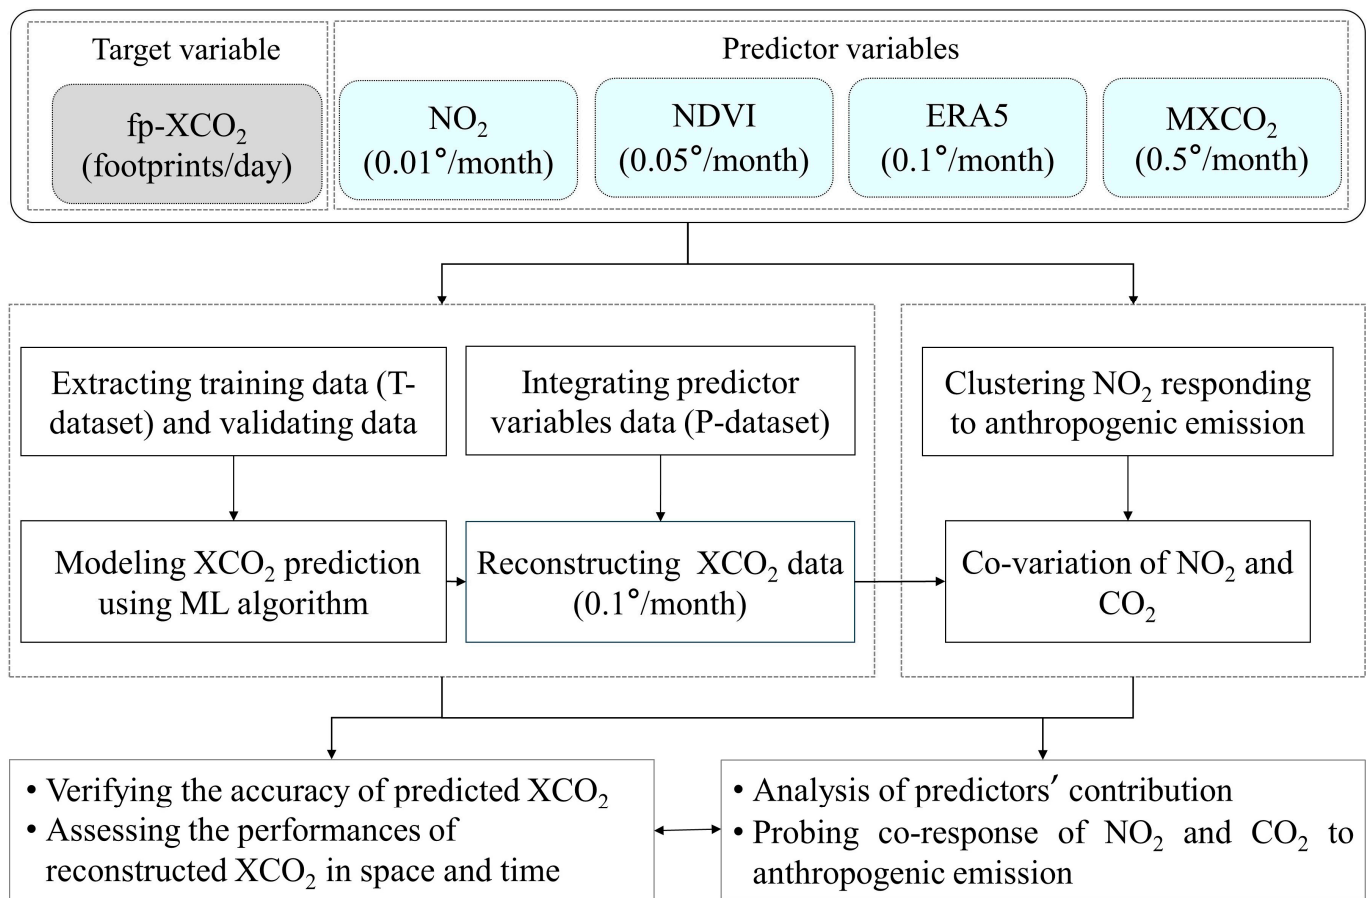 Target variable
Predictor variables
fp-XCO₂
(footprints/day)
NO₂
(0.01°/month)
NDVI
(0.05°/month)
ERA5
(0.1°/month)
MXCO₂
(0.5°/month)
Extracting training data (T-
dataset) and validating data
Integrating predictor
variables data (P-dataset)
Clustering NO₂ responding
to anthropogenic emission
Modeling XCO₂ prediction
using ML algorithm
Reconstructing XCO₂ data
(0.1°/month)
Co-variation of NO₂ and
CO₂
• Verifying the accuracy of predicted XCO₂
• Assessing the performances of
reconstructed XCO₂ in space and time
• Analysis of predictors′ contribution
• Probing co-response of NO₂ and CO₂ to
anthropogenic emission